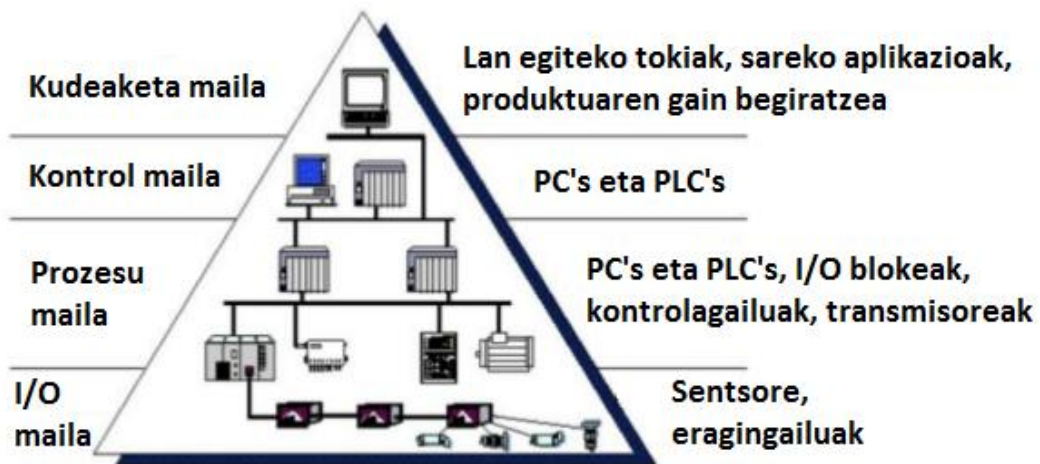 Kudeaketa maila
Lan egiteko tokiak, sareko aplikazioak,
produktuaren gain begiratzea
Kontrol maila
PC's eta PLC's
Prozesu
maila
PC's eta PLC's, I/O blokeak,
kontrolagailuak, transmisoreak
I/O
maila
Sentsore,
eragingailuak